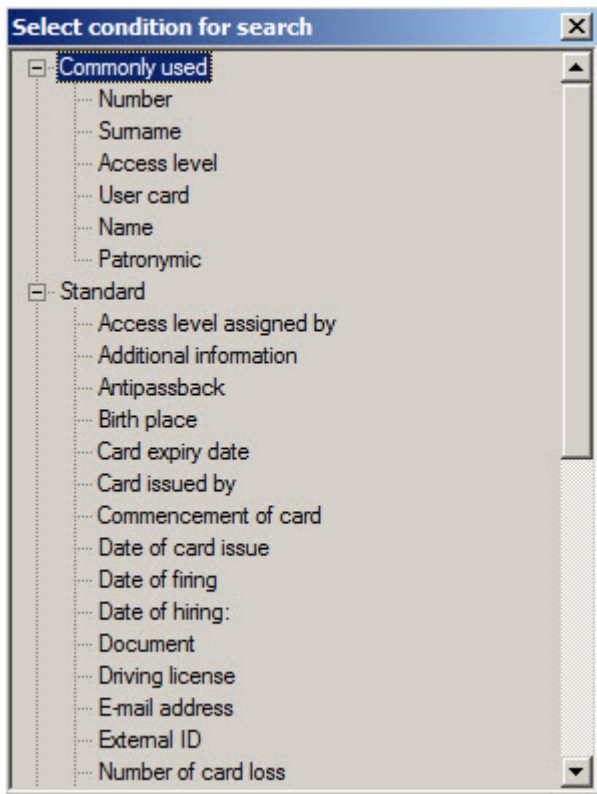 Select condition for search
Commonly used
Number
Surname
Access level
User card
Name
Patronymic
Standard
Access level assigned by
Additional information
Antipassback
Birth place
Card expiry date
Card issued by
Commencement of card
Date of card issue
Date of firing
Date of hiring:
Document
Driving license
E-mail address
External ID
Number of card loss